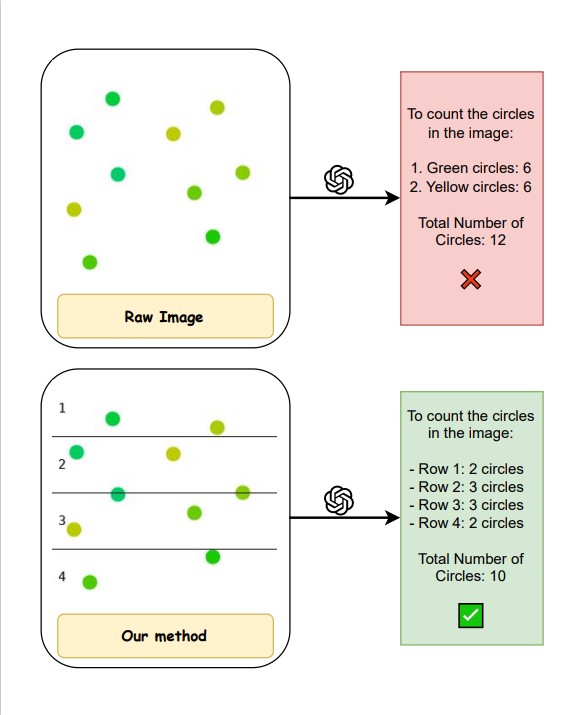 To count the circles
in the image:
1. Green circles: 6
2. Yellow circles: 6
Total Number of
Circles: 12
Raw Image
1
2
3
4
Our method
To count the circles
in the image:
- Row 1: 2 circles
- Row 2: 3 circles
- Row 3: 3 circles
- Row 4: 2 circles
Total Number of
Circles: 10